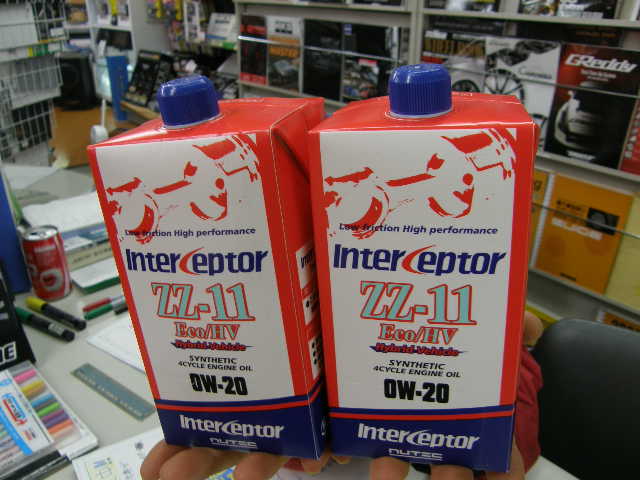 Low friction High performance
Interceptor
ZZ-11
Eco/HV
Hybrid Vehicle
SYNTHETIC
4CYCLE ENGINE OIL
0W-20
Interceptor
NUTEC
Low friction High performance
Interceptor
ZZ-11
Eco/HV
Hybrid Vehicle
SYNTHETIC
4CYCLE ENGINE OIL
0W-20
Interceptor
NUTEC
GReddy